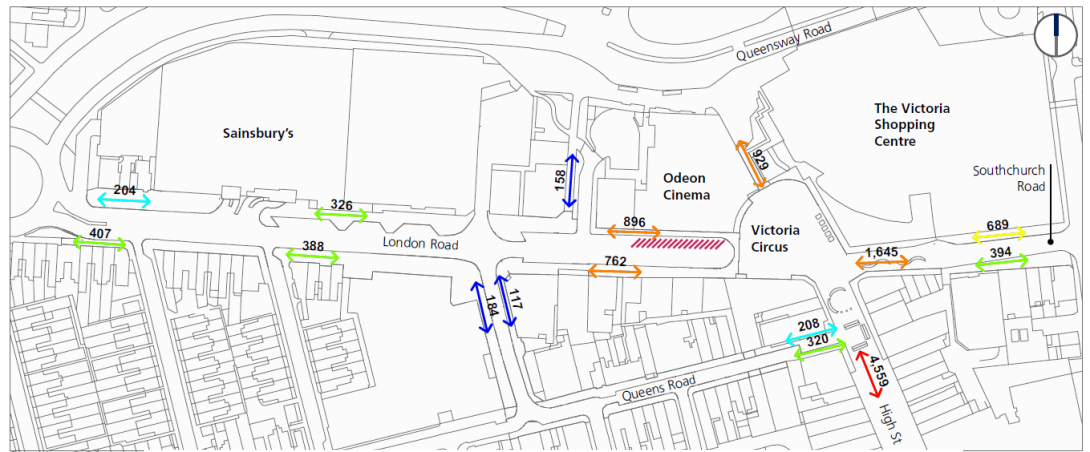 Queensway Road
Sainsbury's
The Victoria
Shopping
Centre
Odeon
Cinema
929
158
Southchurch
Road
204
326
896
Victoria
Circus
689
407
388
London Road
762
1,645
394
184
117
208
320
4,559
Queens Road
High St